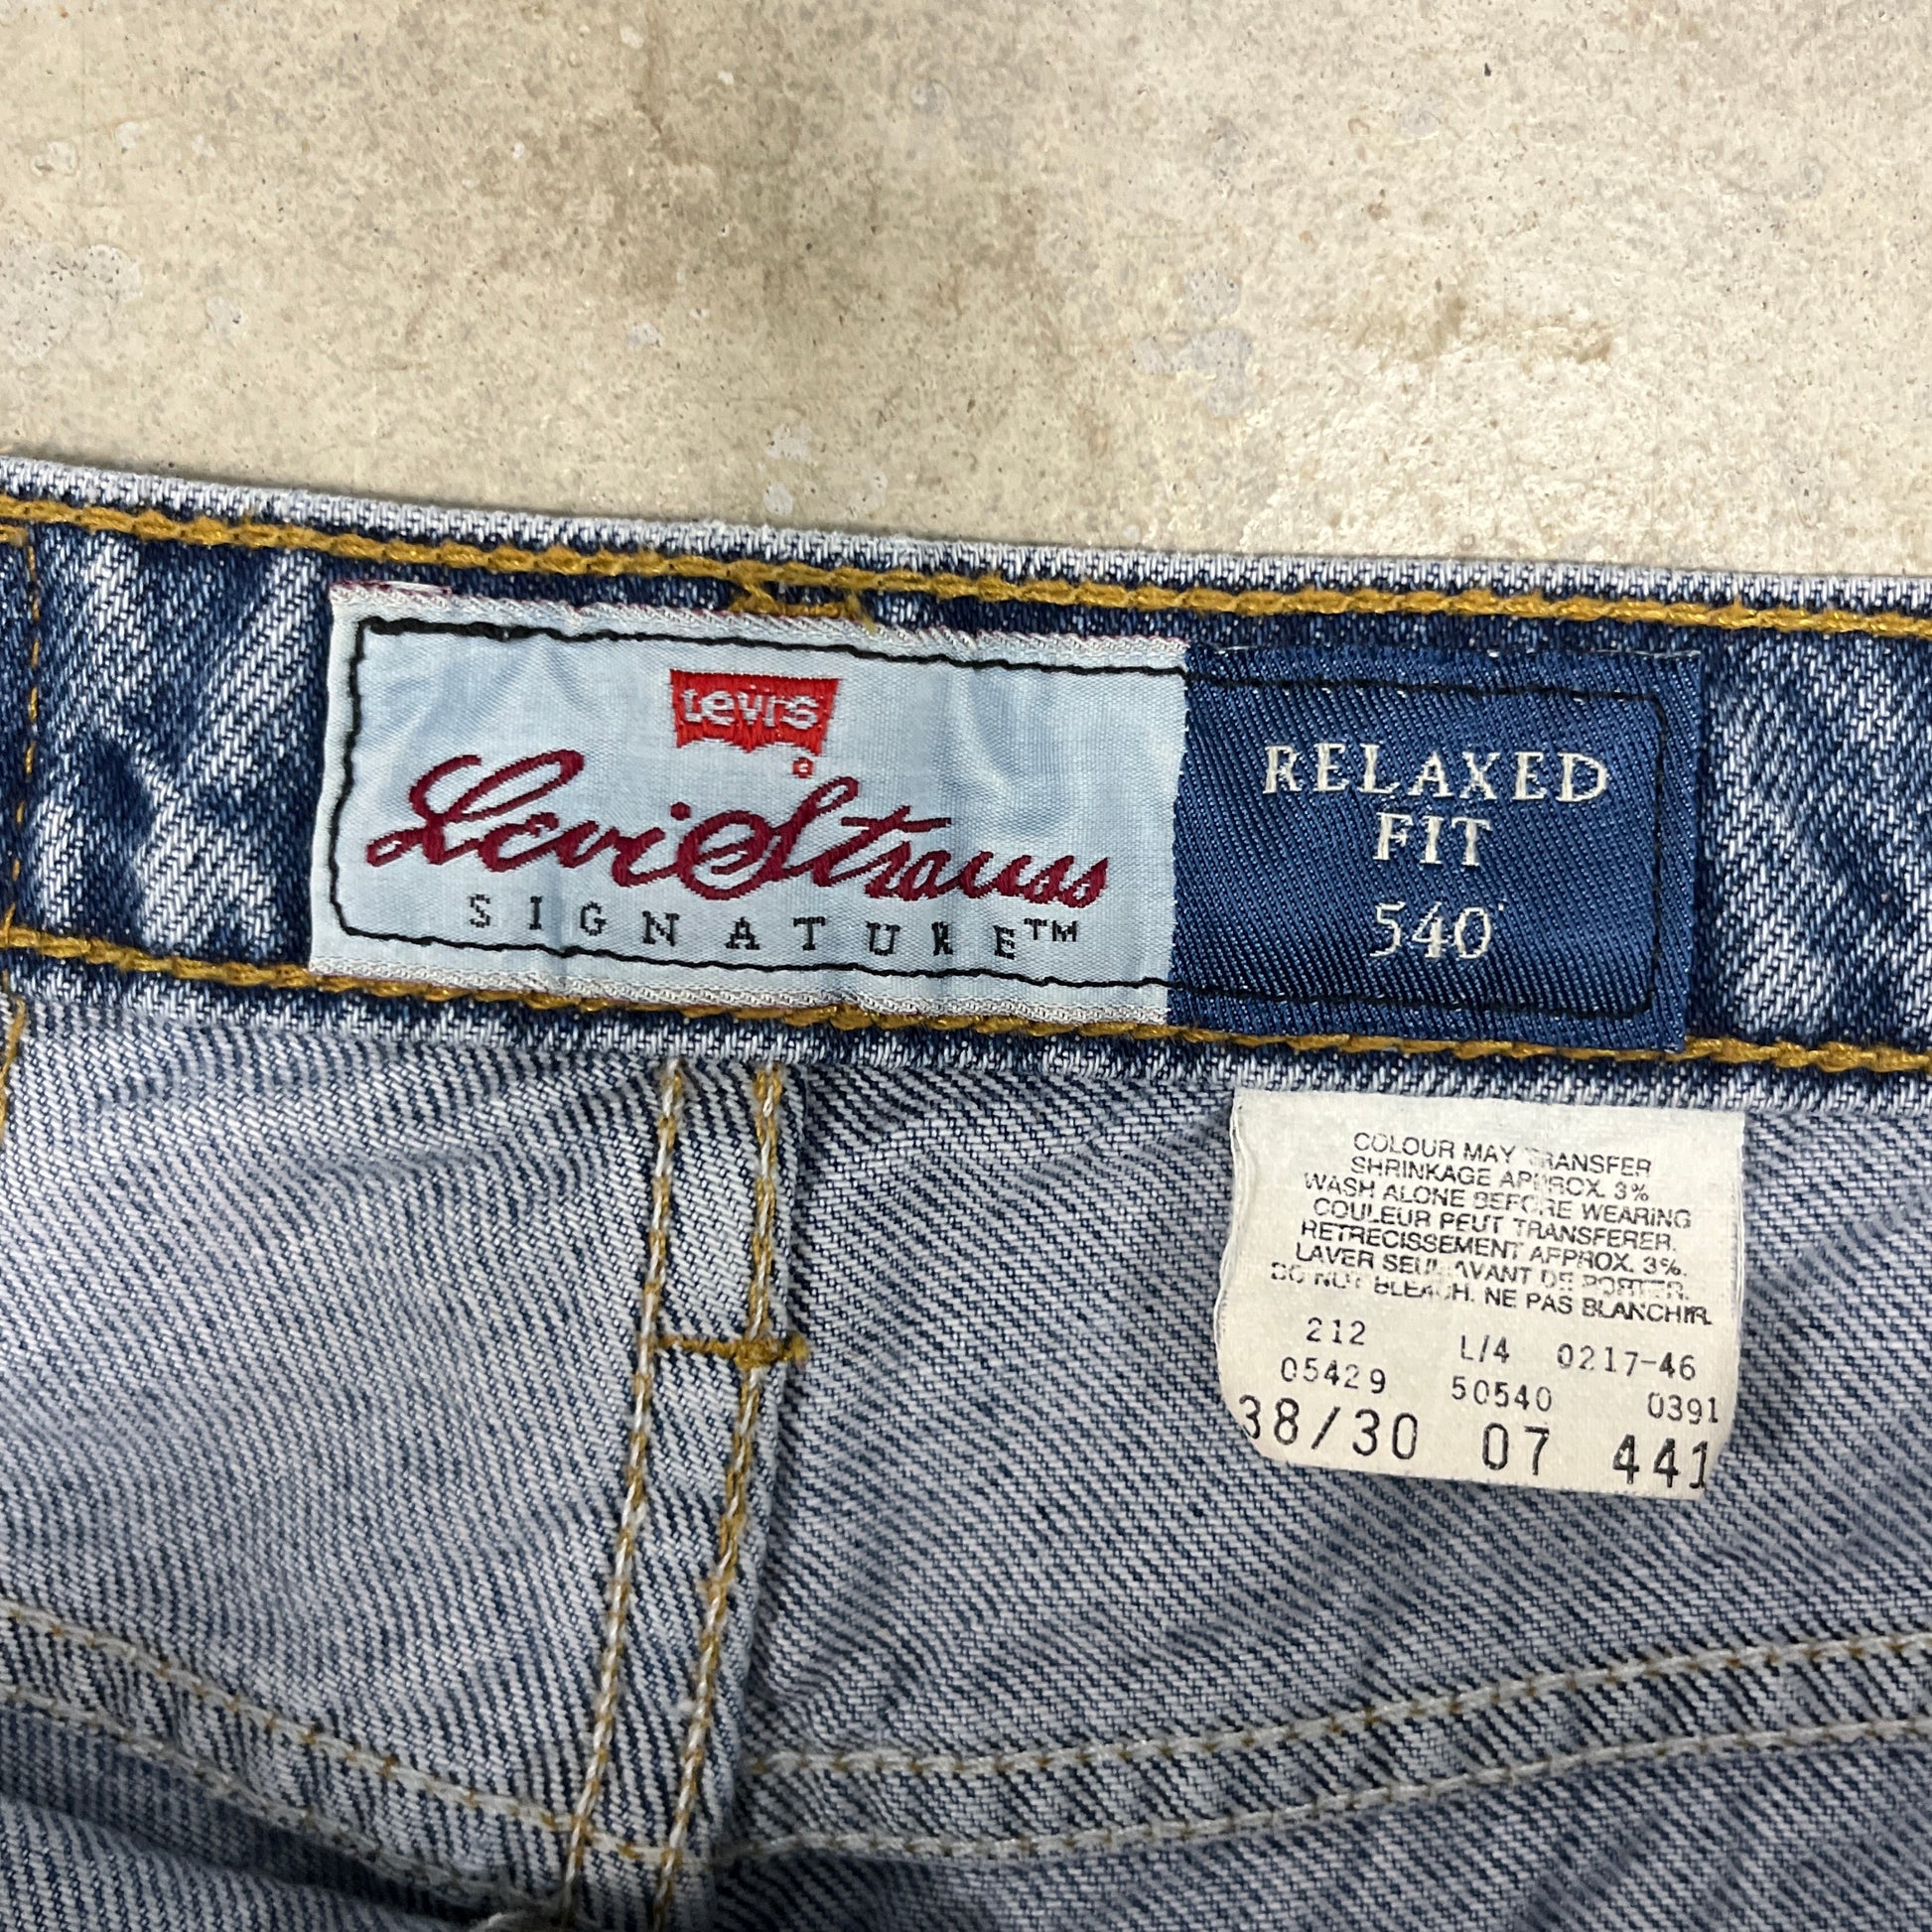 Levi's
Levi Strauss
SIGNATURE™
RELAXED
FIT
540
COLOUR MAY TRANSFER
SHRINKAGE APPROX. 3%
WASH ALONE BEFORE WEARING
COULEUR PEUT TRANSFERER.
RETRECISSEMENT APPROX. 3%.
LAVER SEUL AVANT DE PORTER.
DO NOT BLEACH. NE PAS BLANCHIR.
212 L/4 0217-46
05429 50540 0391
38/30 07 441